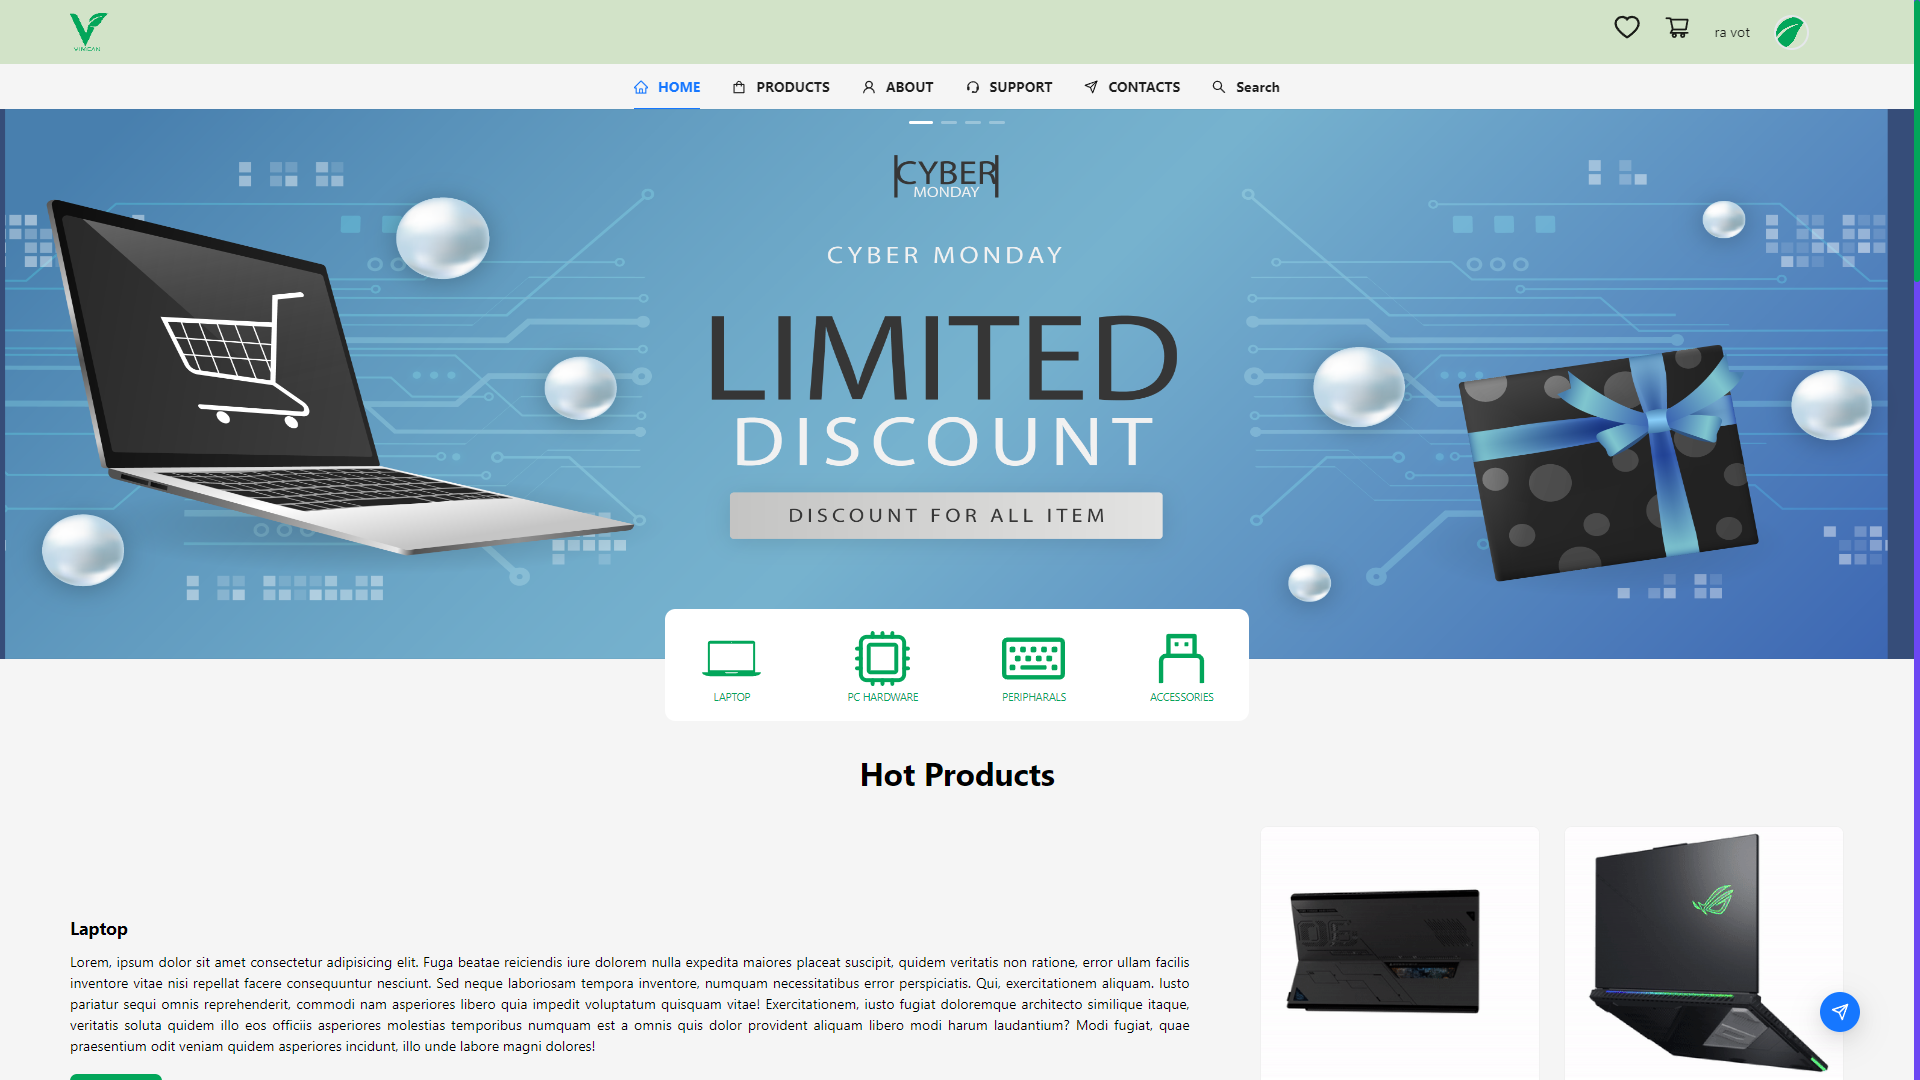 VIMCAN
ra vot
HOME
PRODUCTS
ABOUT
SUPPORT
CONTACTS
Search
CYBER
MONDAY
CYBER MONDAY
LIMITED
DISCOUNT
DISCOUNT FOR ALL ITEM
LAPTOP
PC HARDWARE
PERIPHARALS
ACCESSORIES
Hot Products
Laptop
Lorem, ipsum dolor sit amet consectetur adipisicing elit. Fuga beatae reiciendis iure dolorem nulla expedita maiores placeat suscipit, quidem veritatis non ratione, error ullam facilis
inventore vitae nisi repellat facere consequuntur nesciunt. Sed neque laboriosam tempora inventore, numquam necessitatibus error perspiciatis. Qui, exercitationem aliquam. Iusto
pariatur sequi omnis reprehenderit, commodi nam asperiores libero quia impedit voluptatum quisquam vitae! Exercitationem, iusto fugiat doloremque architecto similique itaque,
veritatis soluta quidem illo eos officiis asperiores molestias temporibus numquam est a omnis quis dolor provident aliquam libero modi harum laudantium? Modi fugiat, quae
praesentium odit veniam quidem asperiores incidunt, illo unde labore magni dolores!